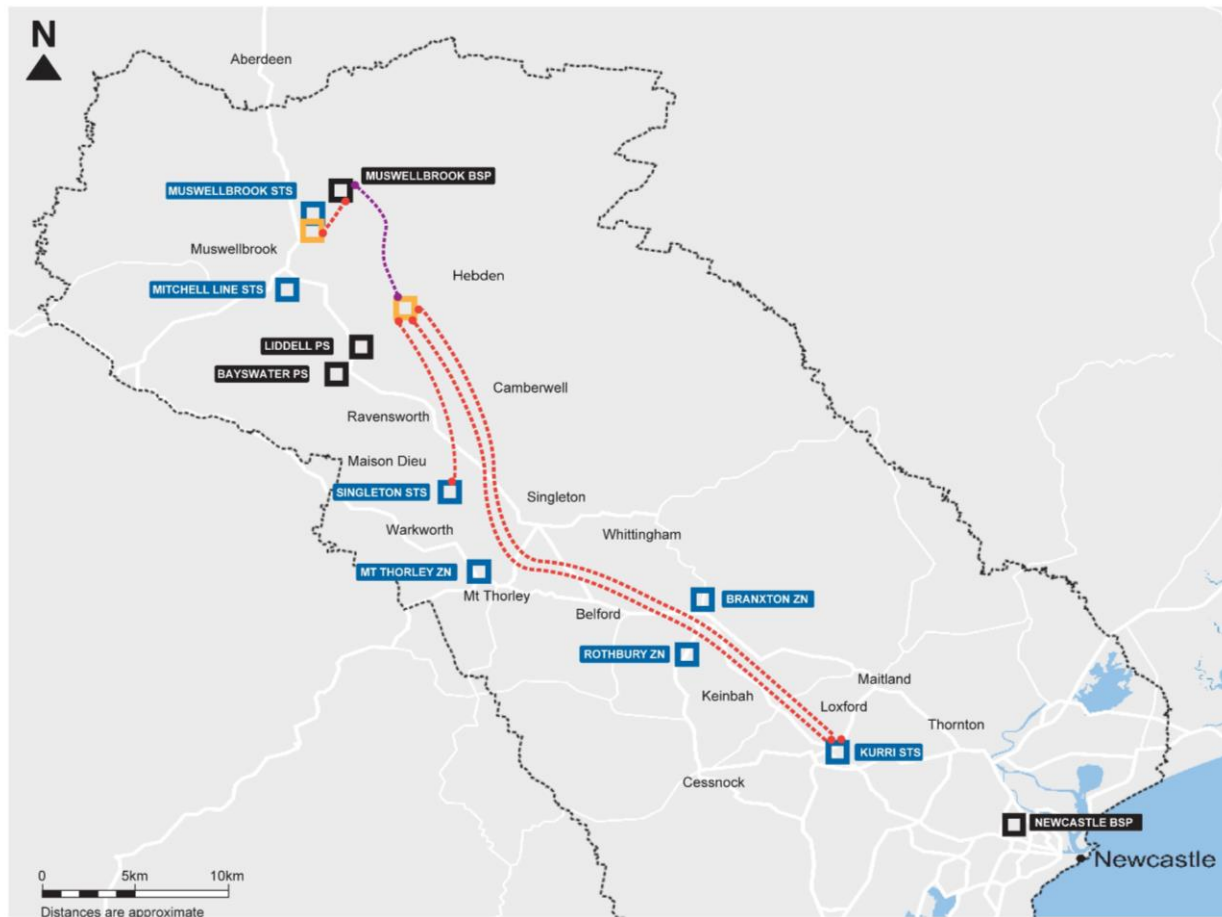 N
Aberdeen
MUSWELLBROOK BSP
MUSWELLBROOK STS
Muswellbrook
Hebden
MITCHELL LINE STS
LIDDELL PS
BAYSWATER PS
Camberwell
Ravensworth
Maison Dieu
SINGLETON STS
Singleton
Warkworth
Whittingham
MT THORLEY ZN
Mt Thorley
BRANXTON ZN
Belford
ROTHBURY ZN
Maitland
Keinbah
Loxford
Thornton
KURRI STS
Cessnock
NEWCASTLE BSP
Newcastle
0 5km 10km
Distances are approximate